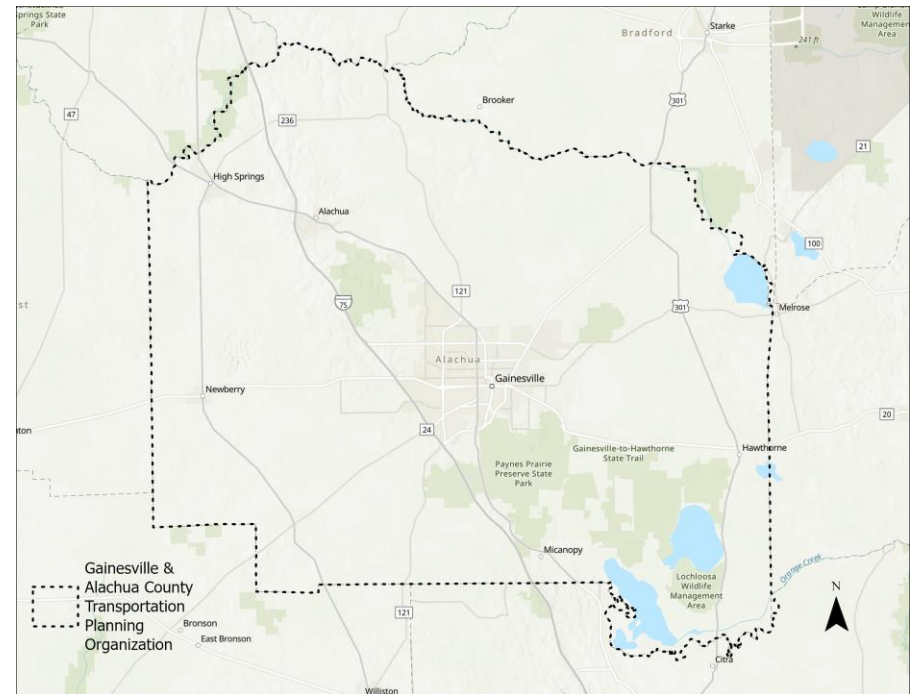 Springs State
Park
Bradford
Starke
241 ft
Wildlife
Management
Area
47
236
Brooker
301
21
High Springs
Alachua
100
75
121
301
Melrose
Alachua
Gainesville
Newberry
20
24
Hawthorne
Gainesville-to-Hawthorne
State Trail
Paynes Prairie
Preserve State
Park
Micanopy
Orange Creek
Lochloosa
Wildlife
Management
Area
N
Gainesville &
Alachua County
Transportation
Planning
Organization
121
Bronson
East Bronson
Citra
Williston